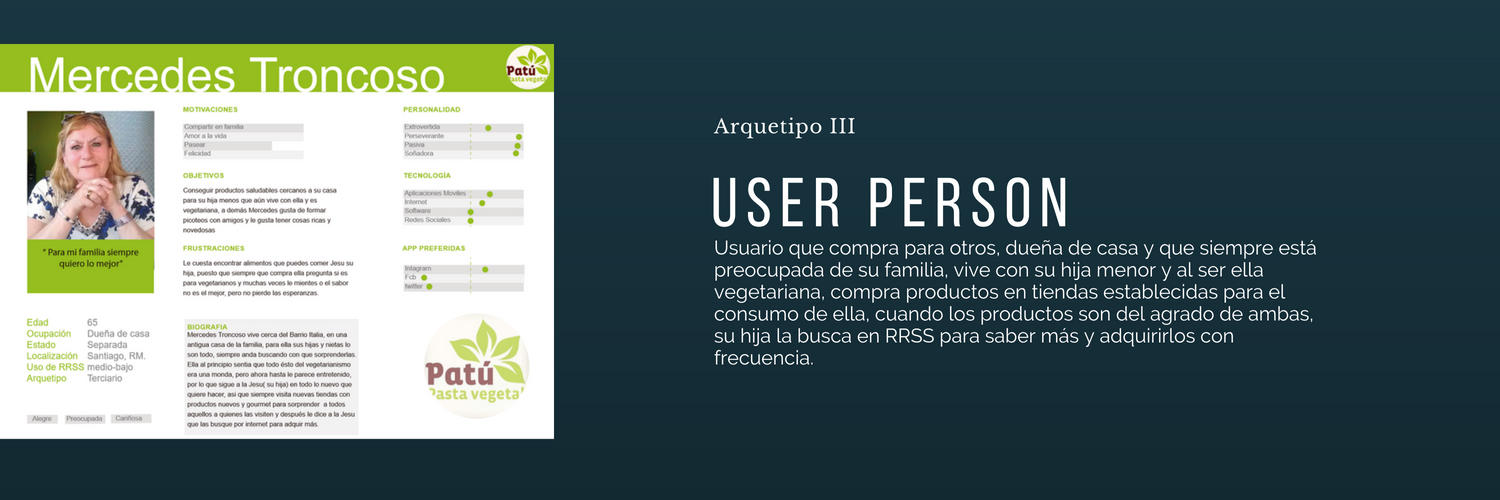 Mercedes Troncoso
Patú
Pasta vegeta
MOTIVACIONES
Compartir en familia
Amor a la vida
Pasear
Felicidad
PERSONALIDAD
Extrovertida
Perseverante
Pasiva
Soñadora
OBJETIVOS
Conseguir productos saludables cercanos a su casa
para su hija menores que aún vive con ella y es
vegetariana, a demás Mercedes gusta de formar
picoteos con amigos y le gusta tener cosas ricas y
novedosas
TECNOLOGÍA
Aplicaciones Moviles
Internet
Software
Redes Sociales
" Para mi familia siempre
quiero lo mejor"
FRUSTRACIONES
Le cuesta encontrar alimentos que puedes comer Jesu su
hija, puesto que siempre que compra ella pregunta si es
para vegetarianos y muchas veces le mientes o el sabor
no es el mejor, pero no pierde las esperanzas.
APP PREFERIDAS
Intagram
Fcb
twitter
Edad 65
Ocupación Dueña de casa
Estado Separada
Localización Santiago, RM.
Uso de RRSS medio-bajo
Arquetipo Terciario
Alegre Preocupada Cariñosa
BIOGRAFIA
Mercedes Troncoso vive cerca del Barrio Italia, en una
antigua casa de la familia, para ella sus hijas y nietas lo
son todo, siempre anda buscando con que sorprenderlas.
Ella al principio sentia que todo ésto del vegetarianismo
era una monda, pero ahora hasta le parece entretenido,
por lo que sigue a la Jesu( su hija) en todo lo nuevo que
quiere hacer, asi que siempre visita nuevas tiendas con
productos nuevos y gourmet para sorprender a todos
aquellos a quienes las visiten y después le dice a la Jesu
que las busque por internet para adquir más.
Patú
Pasta vegeta
Arquetipo III
USER PERSON
Usuario que compra para otros, dueña de casa y que siempre está
preocupada de su familia, vive con su hija menor y al ser ella
vegetariana, compra productos en tiendas establecidas para el
consumo de ella, cuando los productos son del agrado de ambas,
su hija la busca en RRSS para saber más y adquirirlos con
frecuencia.